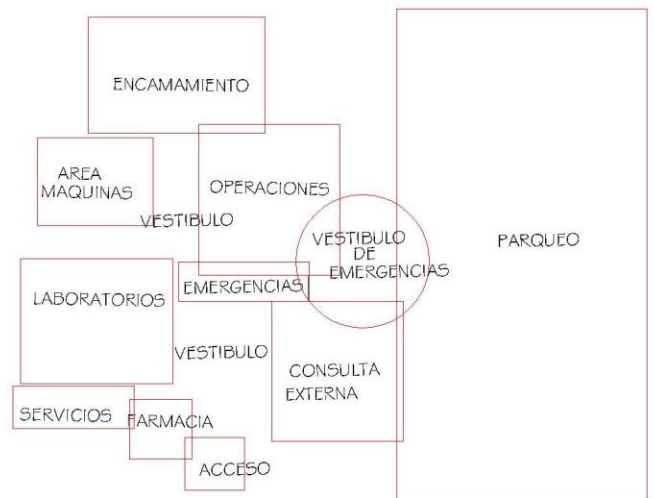 ENCAMAMIENTO
AREA
MAQUINAS
OPERACIONES
VESTIBULO
VESTIBULO
DE
EMERGENCIAS
PARQUEO
EMERGENCIAS
LABORATORIOS
VESTIBULO
CONSULTA
EXTERNA
SERVICIOS
FARMACIA
ACCESO